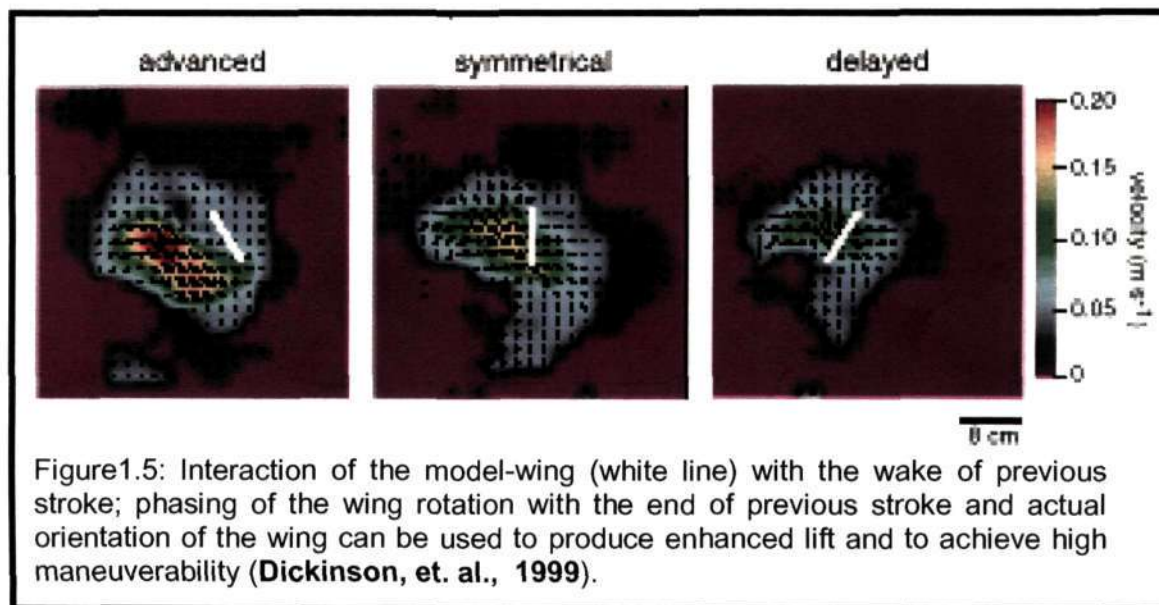 advanced symmetrical delayed
0.20
0.15
0.10
0.05
0
velocity (m s-1)
8 cm
Figure1.5: Interaction of the model-wing (white line) with the wake of previous
stroke; phasing of the wing rotation with the end of previous stroke and actual
orientation of the wing can be used to produce enhanced lift and to achieve high
maneuverability (Dickinson, et. al., 1999).